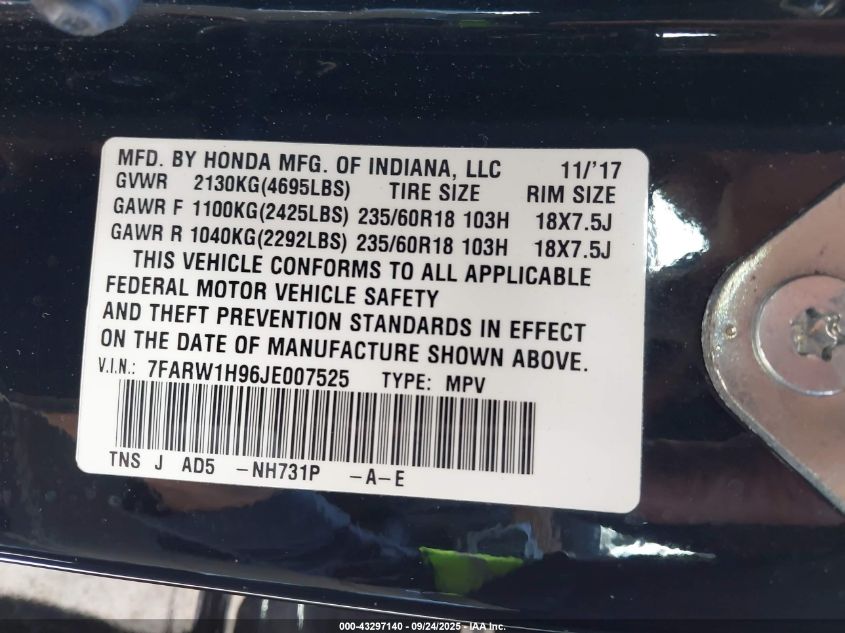 MFD. BY HONDA MFG. OF INDIANA, LLC 11/'17
GVWR 2130KG(4695LBS) TIRE SIZE RIM SIZE
GAWR F 1100KG(2425LBS) 235/60R18 103H 18X7.5J
GAWR R 1040KG(2292LBS) 235/60R18 103H 18X7.5J
THIS VEHICLE CONFORMS TO ALL APPLICABLE
FEDERAL MOTOR VEHICLE SAFETY
AND THEFT PREVENTION STANDARDS IN EFFECT
ON THE DATE OF MANUFACTURE SHOWN ABOVE.
V.I.N.: 7FARW1H96JE007525 TYPE: MPV
TNS J AD5 -NH731P -A-E
000-43297140 - 09/24/2025 - IAA Inc.